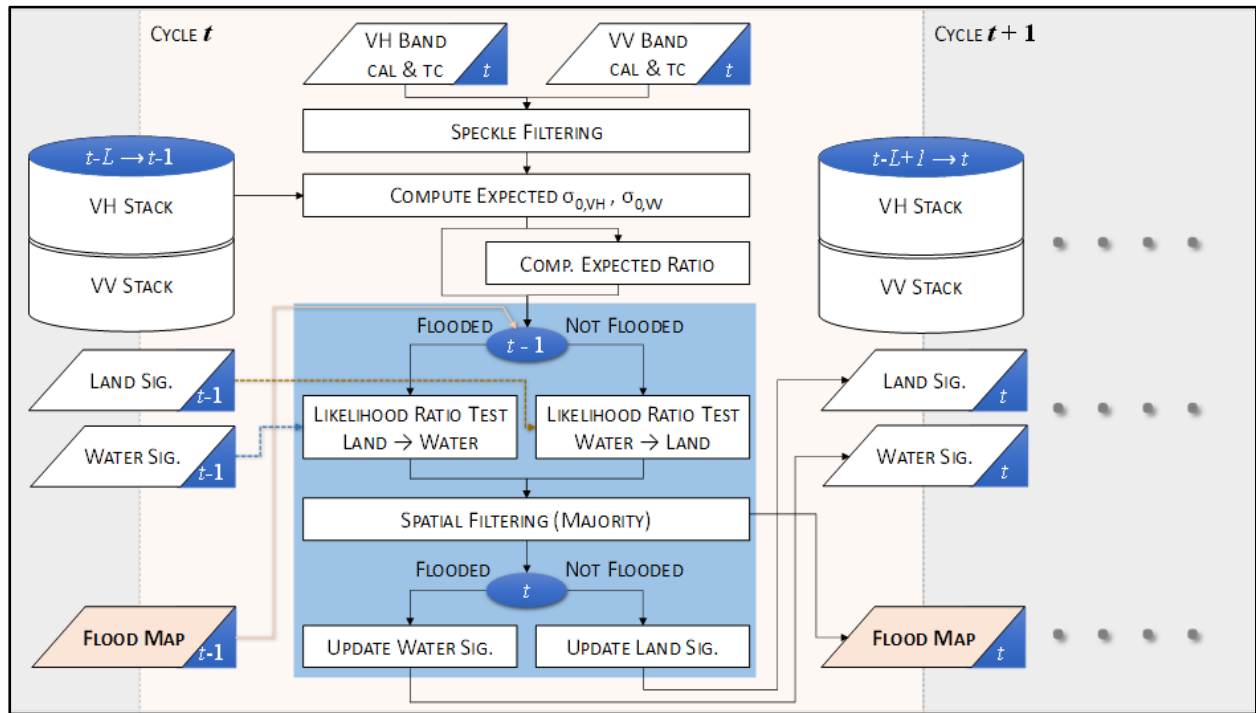 CYCLE t
CYCLE t + 1
VH BAND
CAL & TC
t
VV BAND
CAL & TC
t
SPECKLE FILTERING
t-L → t-1
VH STACK
VV STACK
COMPUTE EXPECTED σ0,VH , σ0,VV
COMP. EXPECTED RATIO
t-L+1 → t
VH STACK
VV STACK
FLOODED
NOT FLOODED
t - 1
LAND SIG.
t-1
WATER SIG.
t-1
LIKELIHOOD RATIO TEST
LAND → WATER
LIKELIHOOD RATIO TEST
WATER → LAND
LAND SIG.
t
WATER SIG.
t
SPATIAL FILTERING (MAJORITY)
FLOODED
NOT FLOODED
t
FLOOD MAP
t-1
UPDATE WATER SIG.
UPDATE LAND SIG.
FLOOD MAP
t